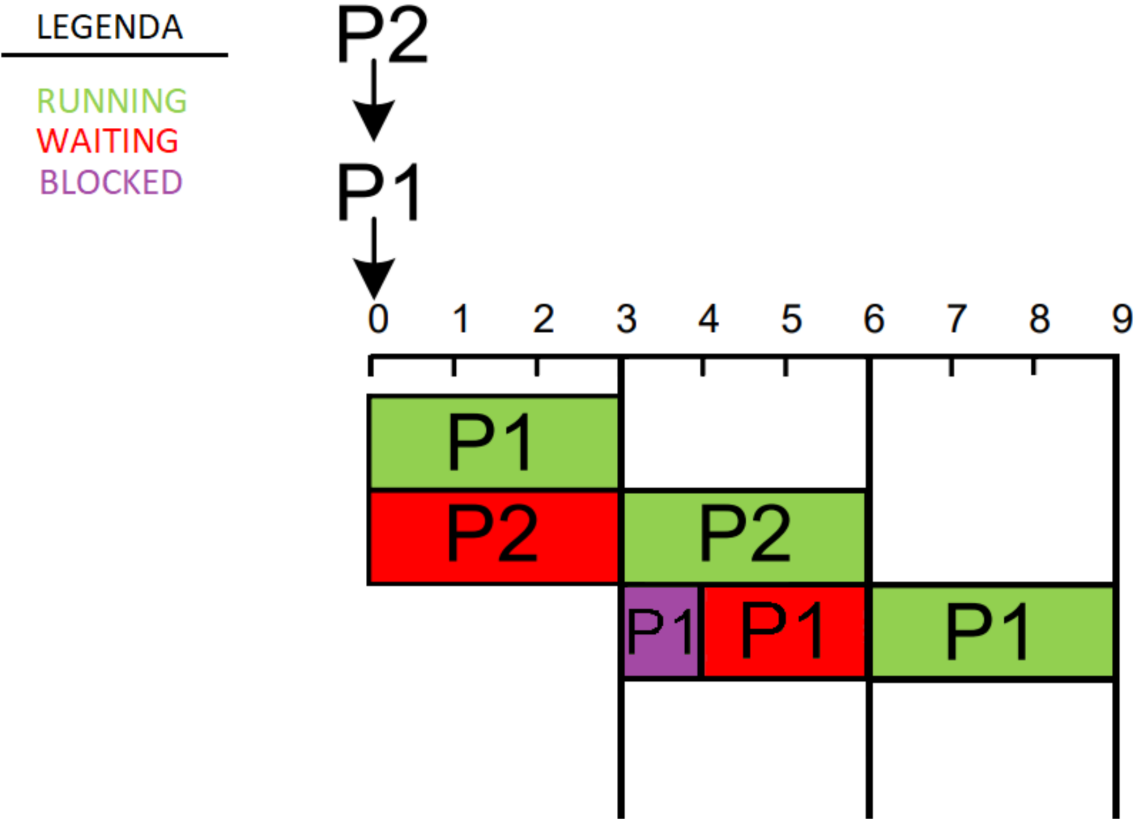 LEGENDA
RUNNING
WAITING
BLOCKED
P2
P1
0 1 2 3 4 5 6 7 8 9
P1
P2 P2
P1 P1 P1